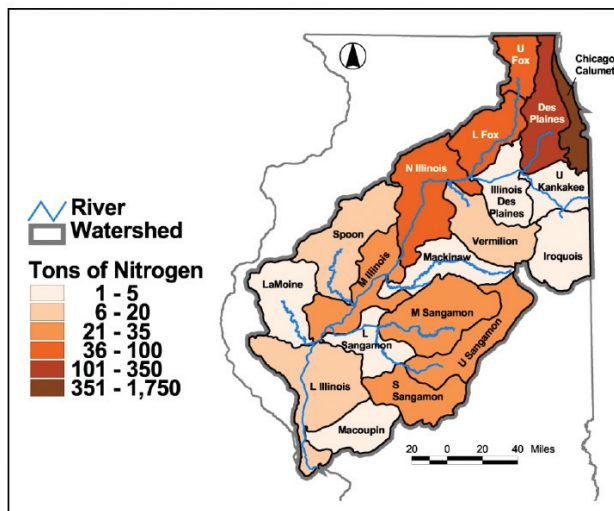 U
Fox
Chicago
Calumet
Des
Plaines
L Fox
N Illinois
U
Kankakee
Illinois
Des
Plaines
River
Watershed
Spoon
Vermilion
Iroquois
Mackinaw
M Illinois
Tons of Nitrogen
LaMoine
1 - 5
6 - 20
21 - 35
36 - 100
101 - 350
351 - 1,750
M Sangamon
L
Sangamon
U Sangamon
L Illinois
S
Sangamon
Macoupin
20 0 20 40 Miles